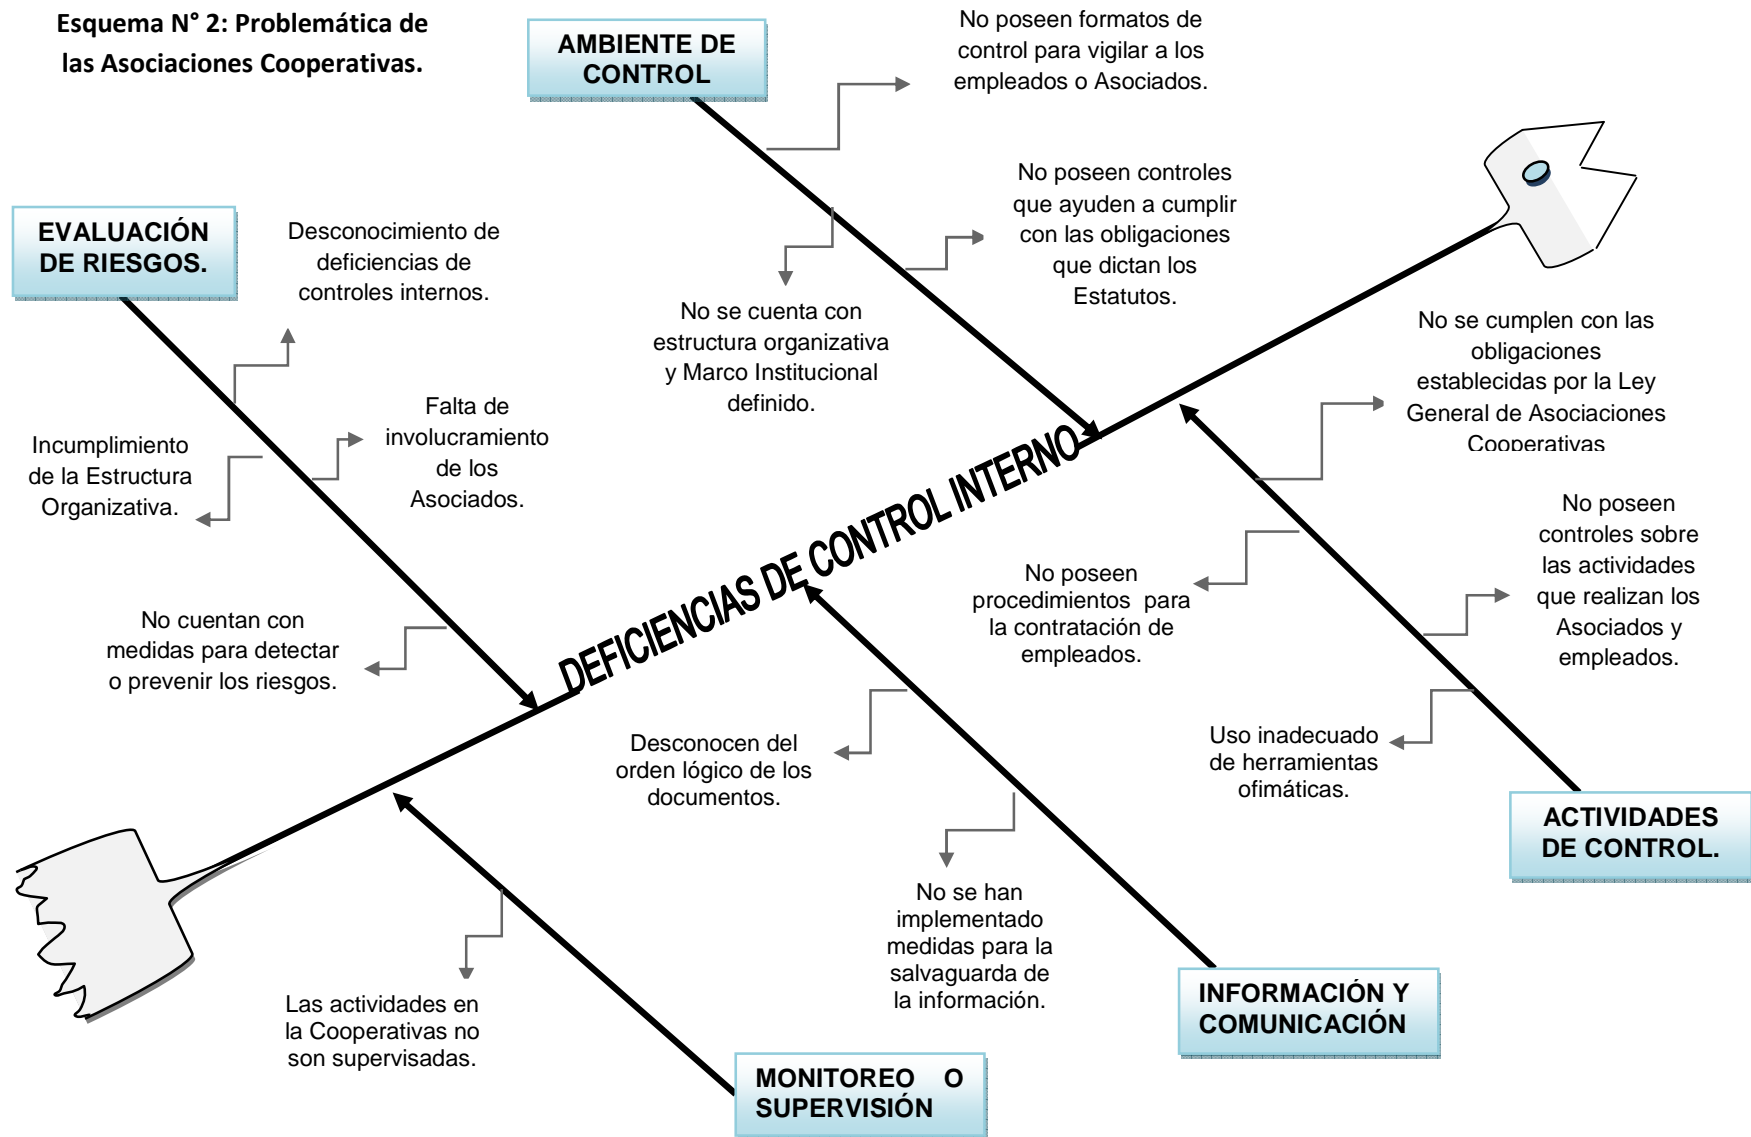 Esquema N° 2: Problemática de
las Asociaciones Cooperativas.
AMBIENTE DE
CONTROL
No poseen formatos de
control para vigilar a los
empleados o Asociados.
No poseen controles
que ayuden a cumplir
con las obligaciones
que dictan los
Estatutos.
No se cuenta con
estructura organizativa
y Marco Institucional
definido.
EVALUACIÓN
DE RIESGOS.
Desconocimiento de
deficiencias de
controles internos.
Falta de
involucramiento
de los
Asociados.
Incumplimiento
de la Estructura
Organizativa.
No cuentan con
medidas para detectar
o prevenir los riesgos.
DEFICIENCIAS DE CONTROL INTERNO
No se cumplen con las
obligaciones
establecidas por la Ley
General de Asociaciones
Cooperativas
No poseen
controles sobre
las actividades
que realizan los
Asociados y
empleados.
No poseen
procedimientos para
la contratación de
empleados.
Uso inadecuado
de herramientas
ofimáticas.
ACTIVIDADES
DE CONTROL.
Desconocen del
orden lógico de los
documentos.
No se han
implementado
medidas para la
salvaguarda de
la información.
INFORMACIÓN Y
COMUNICACIÓN
Las actividades en
la Cooperativas no
son supervisadas.
MONITOREO O
SUPERVISIÓN